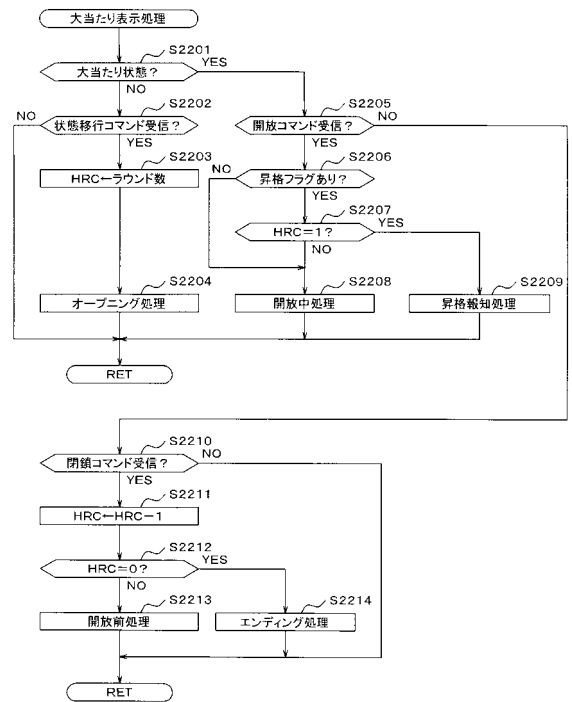 大当たり表示処理
S2201
大当たり状態？
YES
NO
S2202
NO
状態移行コマンド受信？
YES
S2205
開放コマンド受信？
NO
YES
S2203
HRC←ラウンド数
S2206
NO
昇格フラグあり？
YES
S2207
HRC=1？
YES
NO
S2204
オープニング処理
S2208
開放中処理
S2209
昇格報知処理
RET
S2210
閉鎖コマンド受信？
NO
YES
S2211
HRC←HRC－1
S2212
HRC=0？
YES
NO
S2213
開放前処理
S2214
エンディング処理
RET